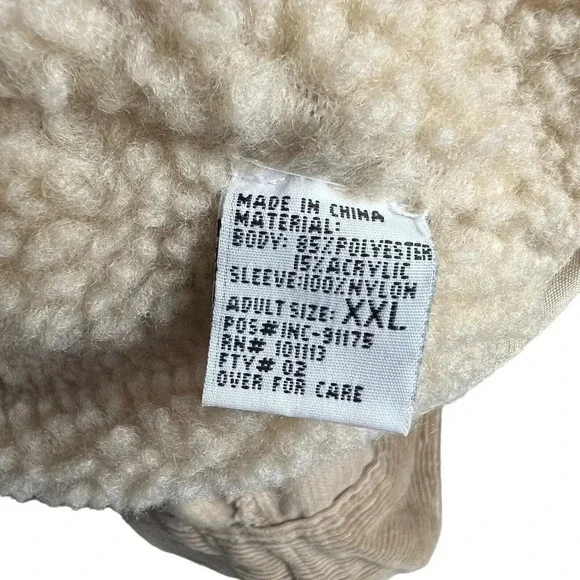 MADE IN CHINA
MATERIAL:
BODY: 85%POLYESTER
15%ACRYLIC
SLEEVE:100%NYLON
ADULT SIZE: XXL
POS#INC-91175
RN# 101113
FTY# 02
OVER FOR CARE